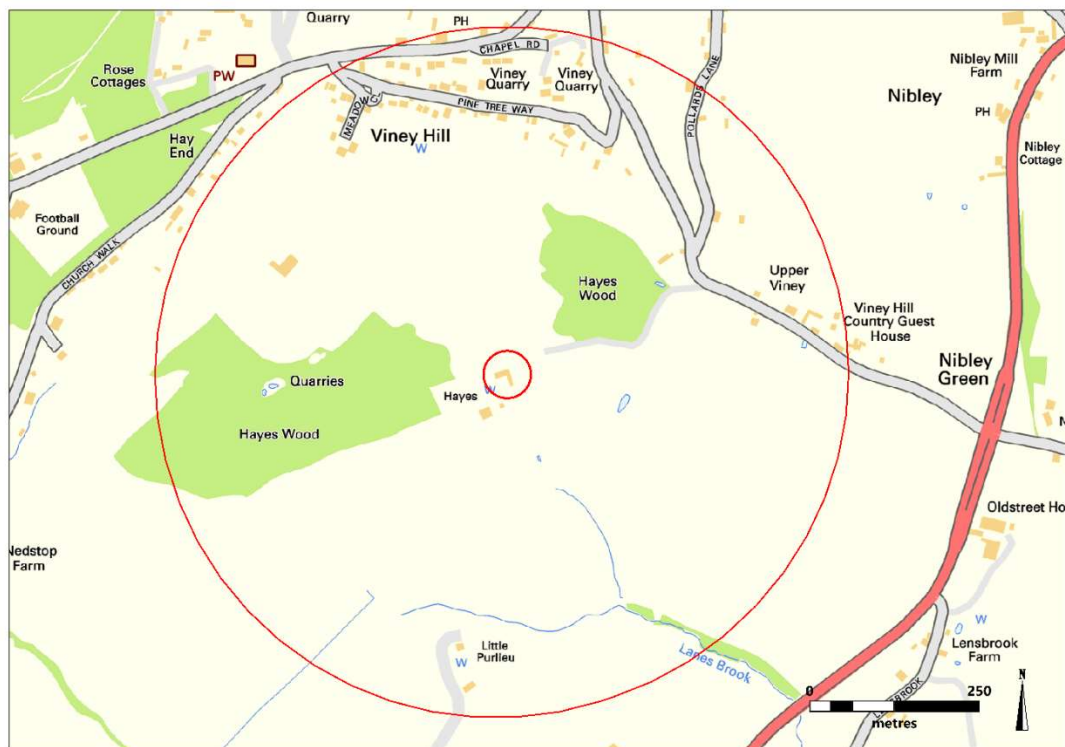 Quarry
PH
CHAPEL RD
Rose
Cottages
PW
Viney
Quarry
Viney
Quarry
POLLARDS LANE
Nibley Mill
Farm
Nibley
PH
MEADOW
PINE TREE WAY
Viney Hill
W
Hay
End
Nibley
Cottage
Football
Ground
CHURCH WALK
Hayes
Wood
Upper
Viney
Viney Hill
Country Guest
House
Nibley
Green
Quarries
Hayes
W
Hayes Wood
N
Oldstreet Ho
Nedstop
Farm
Little
Purlieu
W
Lanes Brook
W
Lensbrook
Farm
0
250
metres
N